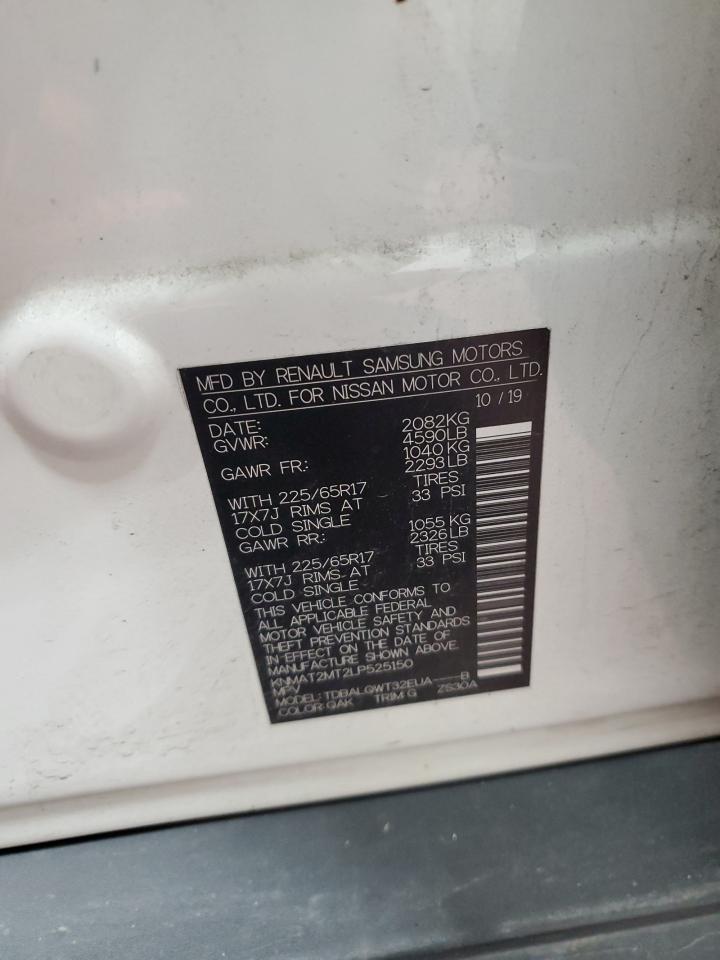 MFD BY RENAULT SAMSUNG MOTORS
CO., LTD. FOR NISSAN MOTOR CO., LTD.
DATE: 10 / 19
GVWR: 2082KG
4590LB
GAWR FR: 1040KG
2293LB
WITH 225/65R17 TIRES
17X7J RIMS AT 33 PSI
COLD SINGLE
GAWR RR: 1055 KG
2326LB
WITH 225/65R17 TIRES
17X7J RIMS AT 33 PSI
COLD SINGLE
THIS VEHICLE CONFORMS TO
ALL APPLICABLE FEDERAL
MOTOR VEHICLE SAFETY AND
THEFT PREVENTION STANDARDS
IN EFFECT ON THE DATE OF
MANUFACTURE SHOWN ABOVE.
KNMAT2MT2LP525150
MPV
MODEL: TDBALGWT32EUA----B
COLOR: QAK TRIM: G ZS30A